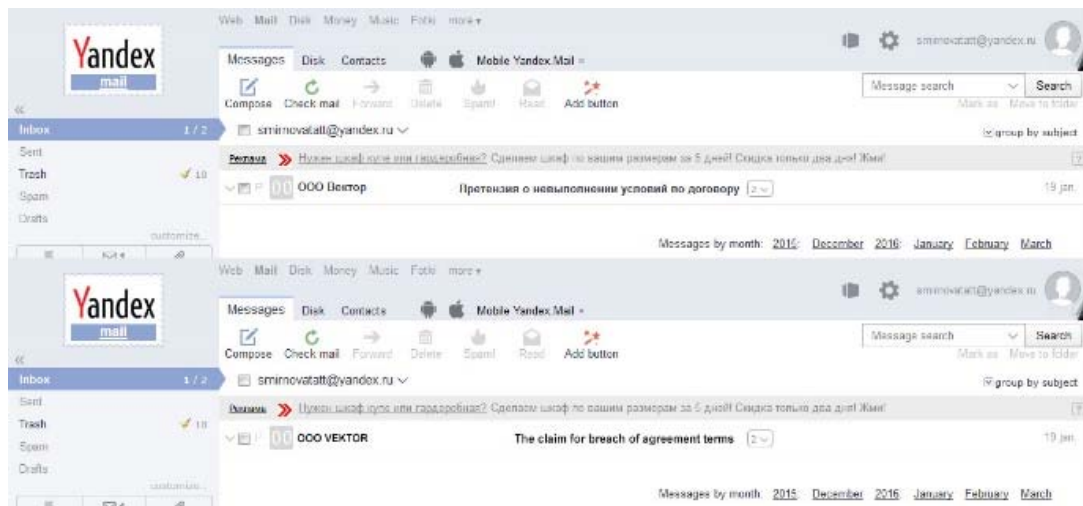 Web Mail Disk Money Music Fotki more
Yandex
mail
Messages Disk Contacts Mobile Yandex.Mail
smirnovatatt@yandex.ru
Compose Check mail Forward Delete Spam! Read Add button
Message search Search
Mark as Move to folder
Inbox 1 / 2
smirnovatatt@yandex.ru
group by subject
Sent
Реклама Нужен шкаф купе или гардеробная? Сделаем шкаф по вашим размерам за 5 дней! Скидка только два дня! Жми!
Trash 10
ООО Вектор Претензия о невыполнении условий по договору 2 19 jan.
Spam
Drafts
customize...
Messages by month: 2015: December 2016: January February March
Web Mail Disk Money Music Fotki more
Yandex
mail
Messages Disk Contacts Mobile Yandex.Mail
smirnovatatt@yandex.ru
Compose Check mail Forward Delete Spam! Read Add button
Message search Search
Mark as Move to folder
Inbox 1 / 2
smirnovatatt@yandex.ru
group by subject
Sent
Реклама Нужен шкаф купе или гардеробная? Сделаем шкаф по вашим размерам за 5 дней! Скидка только два дня! Жми!
Trash 10
OOO VEKTOR The claim for breach of agreement terms 2 19 jan.
Spam
Drafts
customize...
Messages by month: 2015: December 2016: January February March